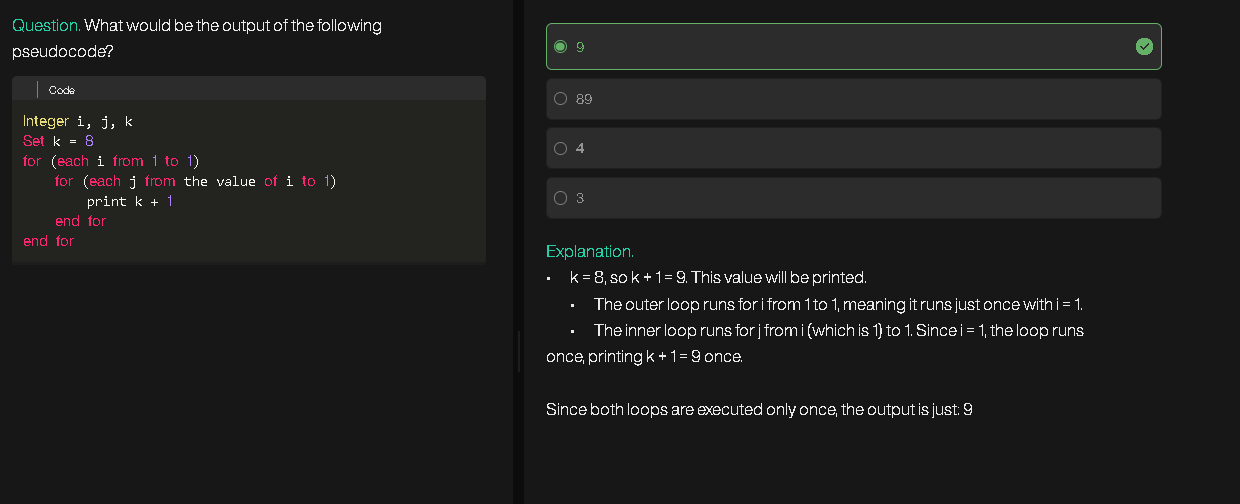 Question. What would be the output of the following
pseudocode?
Code
Integer i, j, k
Set k = 8
for (each i from 1 to 1)
for (each j from the value of i to 1)
print k + 1
end for
end for
9
89
4
3
Explanation.
• k = 8, so k + 1 = 9. This value will be printed.
• The outer loop runs for i from 1 to 1, meaning it runs just once with i = 1.
• The inner loop runs for j from i (which is 1) to 1. Since i = 1, the loop runs
once, printing k + 1 = 9 once.
Since both loops are executed only once, the output is just: 9